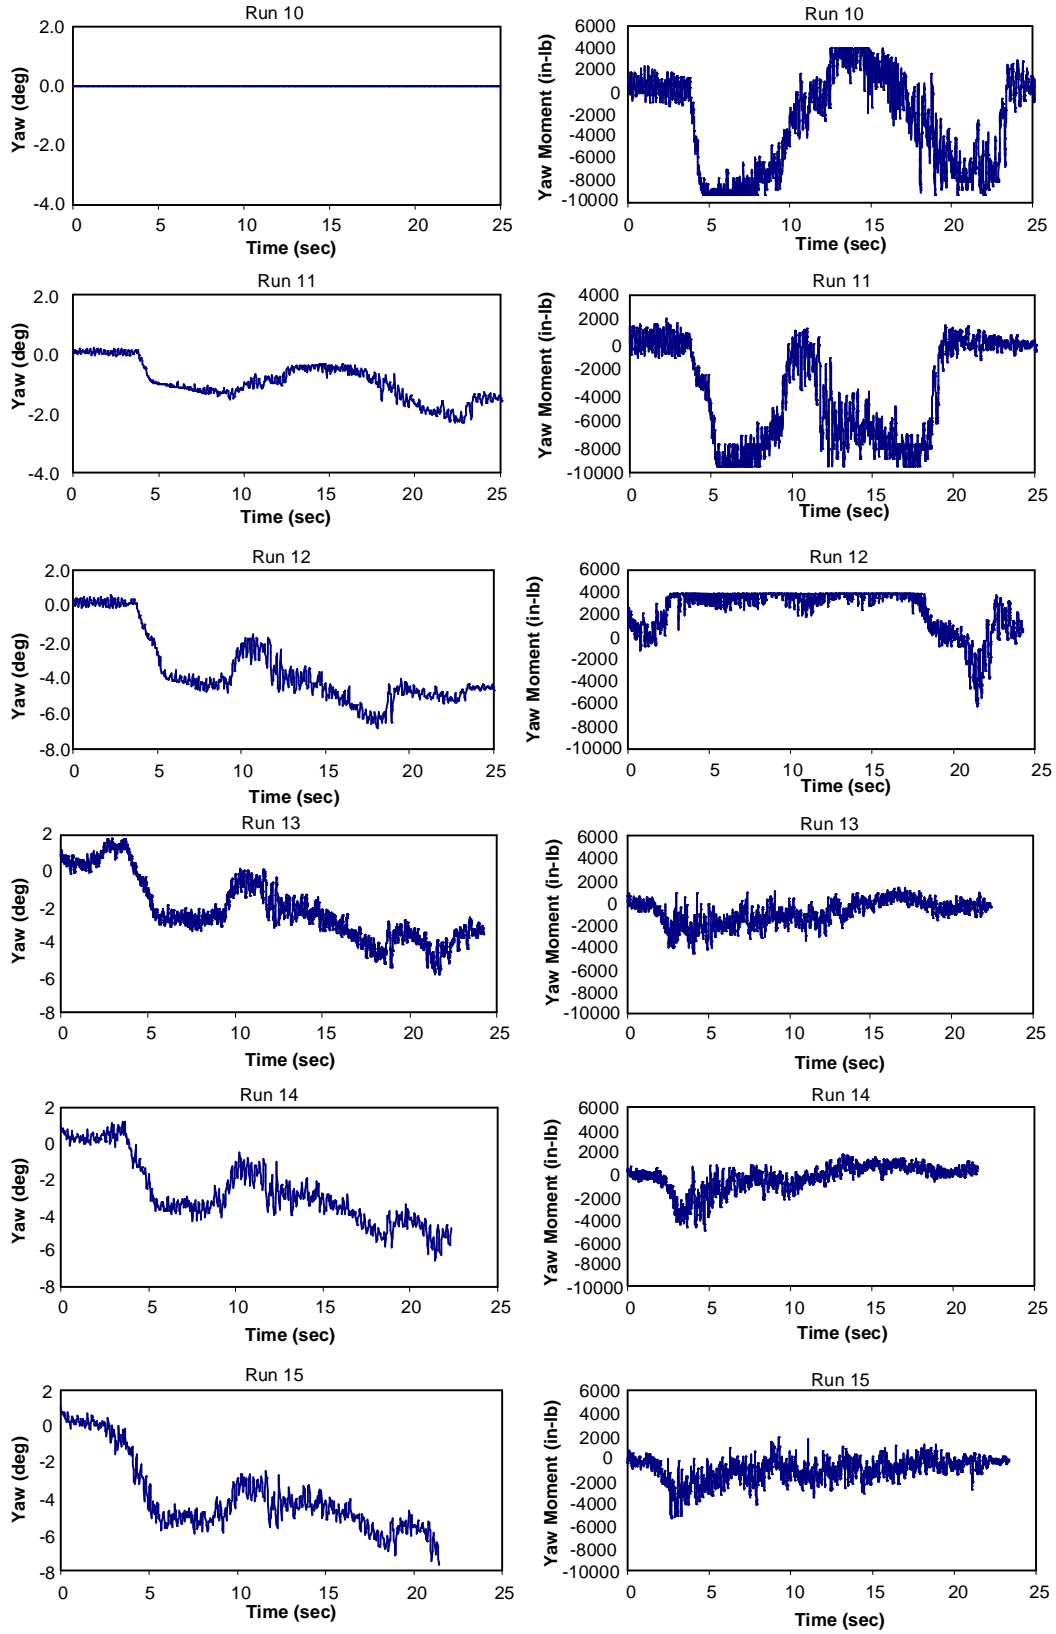 Run 10
2.0
0.0
-2.0
-4.0
Yaw (deg)
0 5 10 15 20 25
Time (sec)
Run 10
6000
4000
2000
0
-2000
-4000
-6000
-8000
-10000
Yaw Moment (in-lb)
0 5 10 15 20 25
Time (sec)
Run 11
2.0
0.0
-2.0
-4.0
Yaw (deg)
0 5 10 15 20 25
Time (sec)
Run 11
4000
2000
0
-2000
-4000
-6000
-8000
-10000
Yaw Moment (in-lb)
0 5 10 15 20 25
Time (sec)
Run 12
2.0
0.0
-2.0
-4.0
-6.0
-8.0
Yaw (deg)
0 5 10 15 20 25
Time (sec)
Run 12
6000
4000
2000
0
-2000
-4000
-6000
-8000
-10000
Yaw Moment (in-lb)
0 5 10 15 20 25
Time (sec)
Run 13
2
0
-2
-4
-6
-8
Yaw (deg)
0 5 10 15 20 25
Time (sec)
Run 13
6000
4000
2000
0
-2000
-4000
-6000
-8000
-10000
Yaw Moment (in-lb)
0 5 10 15 20 25
Time (sec)
Run 14
2
0
-2
-4
-6
-8
Yaw (deg)
0 5 10 15 20 25
Time (sec)
Run 14
6000
4000
2000
0
-2000
-4000
-6000
-8000
-10000
Yaw Moment (in-lb)
0 5 10 15 20 25
Time (sec)
Run 15
2
0
-2
-4
-6
-8
Yaw (deg)
0 5 10 15 20 25
Time (sec)
Run 15
6000
4000
2000
0
-2000
-4000
-6000
-8000
-10000
Yaw Moment (in-lb)
0 5 10 15 20 25
Time (sec)